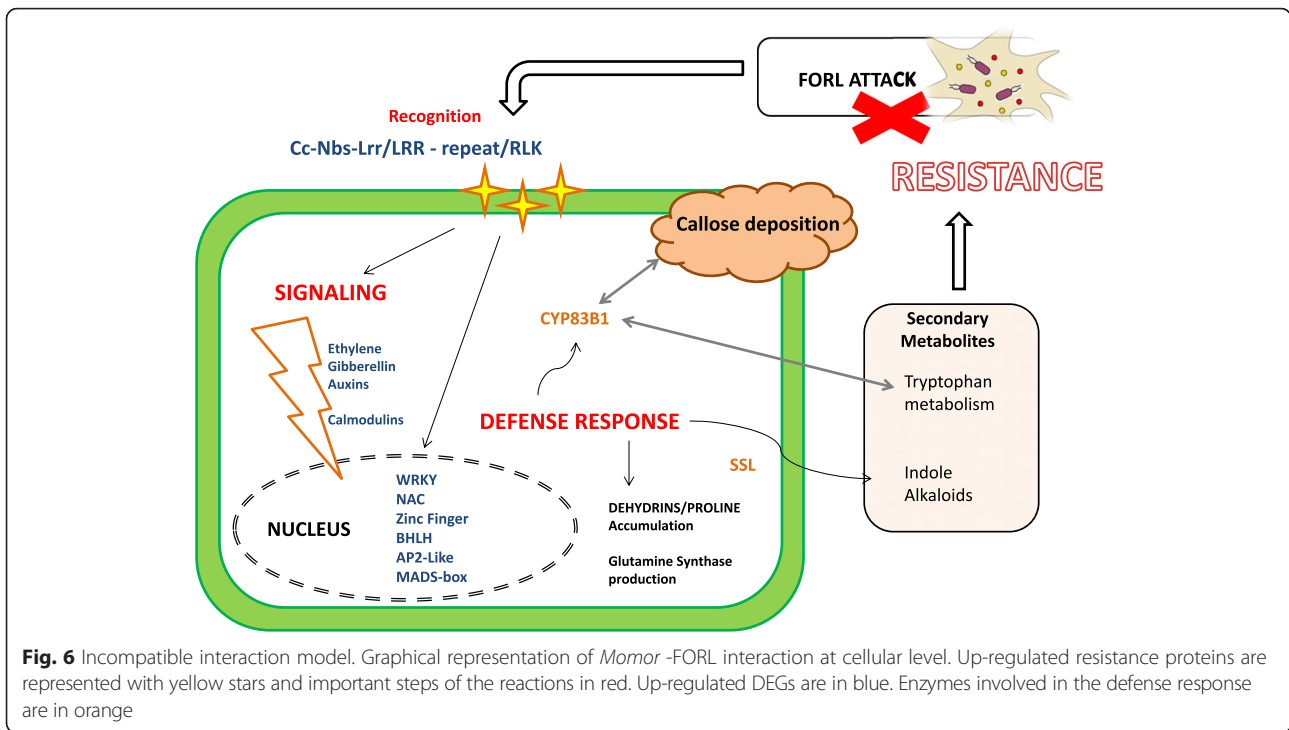 FORL ATTACK
Recognition
Cc-Nbs-Lrr/LRR - repeat/RLK
RESISTANCE
Callose deposition
SIGNALING
Ethylene
Gibberellin
Auxins
Calmodulins
CYP83B1
Secondary
Metabolites
Tryptophan
metabolism
Indole
Alkaloids
DEFENSE RESPONSE
SSL
DEHYDRINS/PROLINE
Accumulation
Glutamine Synthase
production
NUCLEUS
WRKY
NAC
Zinc Finger
BHLH
AP2-Like
MADS-box
Fig. 6 Incompatible interaction model. Graphical representation of Momor -FORL interaction at cellular level. Up-regulated resistance proteins are
represented with yellow stars and important steps of the reactions in red. Up-regulated DEGs are in blue. Enzymes involved in the defense response
are in orange